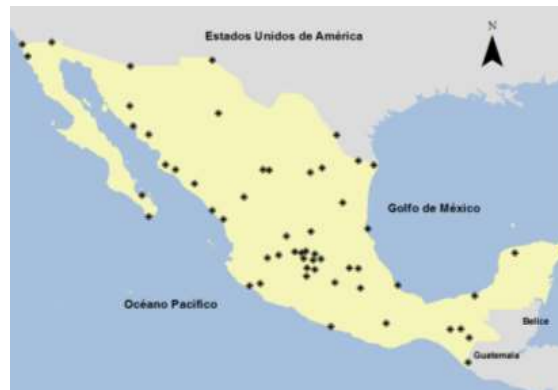 Estados Unidos de América
N
Golfo de México
Océano Pacífico
Belice
Guatemala